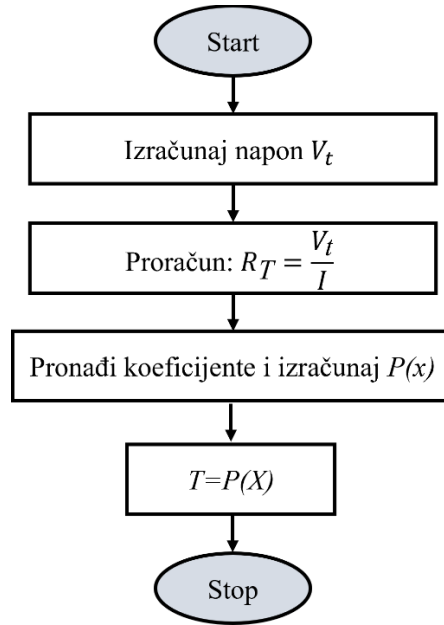 Start
Izračunaj napon V_t
Proračun: R_T = V_t / I
Pronađi koeficijente i izračunaj P(x)
T=P(X)
Stop